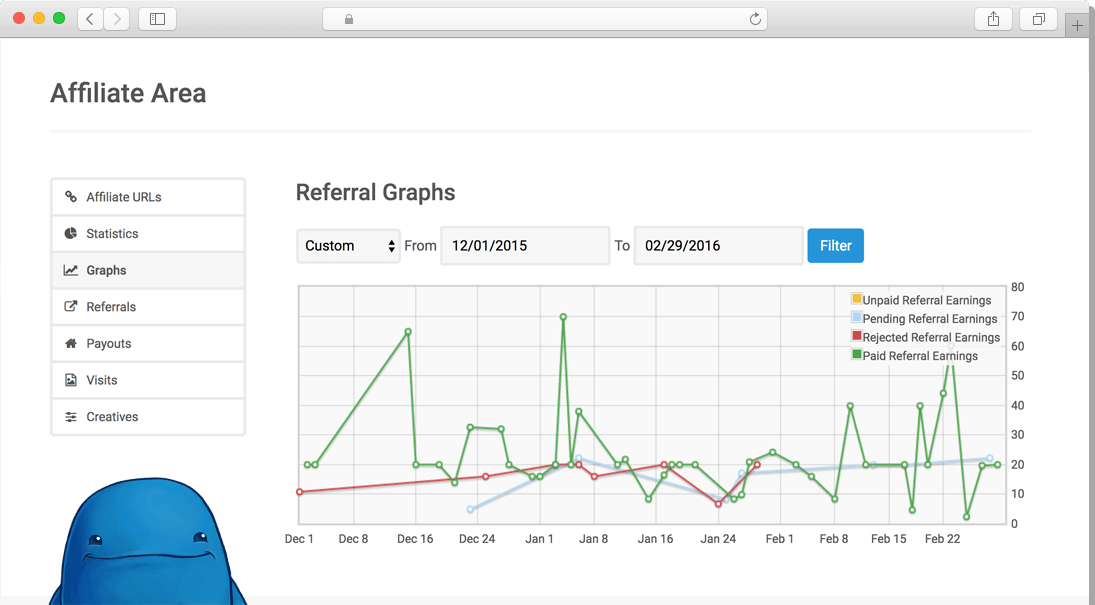 Affiliate Area
Affiliate URLs
Statistics
Graphs
Referrals
Payouts
Visits
Creatives
Referral Graphs
Custom From 12/01/2015 To 02/29/2016 Filter
Unpaid Referral Earnings
Pending Referral Earnings
Rejected Referral Earnings
Paid Referral Earnings
80
70
60
50
40
30
20
10
0
Dec 1 Dec 8 Dec 16 Dec 24 Jan 1 Jan 8 Jan 16 Jan 24 Feb 1 Feb 8 Feb 15 Feb 22